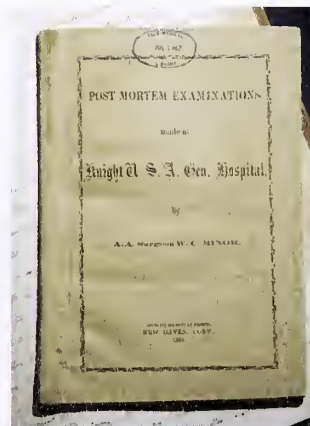 POST MORTEM EXAMINATIONS
made at
Knight U. S. A. Gen. Hospital,
by
A. A. Surgeon W. C. MINOR.
NEW HAVEN, CONN.